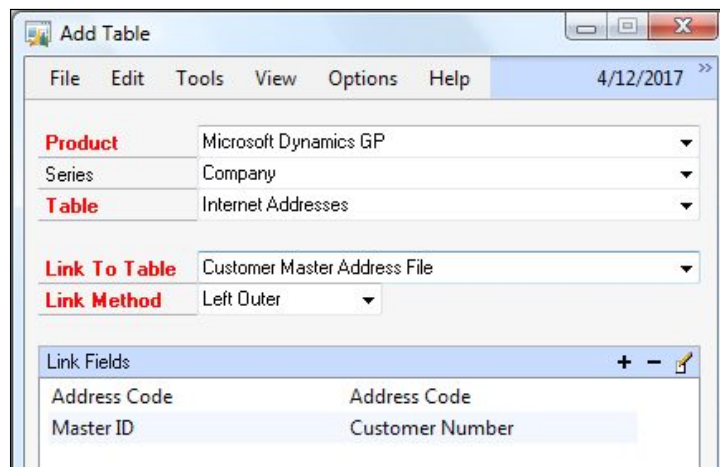 Add Table
File Edit Tools View Options Help 4/12/2017 »
Product Microsoft Dynamics GP
Series Company
Table Internet Addresses
Link To Table Customer Master Address File
Link Method Left Outer
Link Fields
Address Code Address Code
Master ID Customer Number